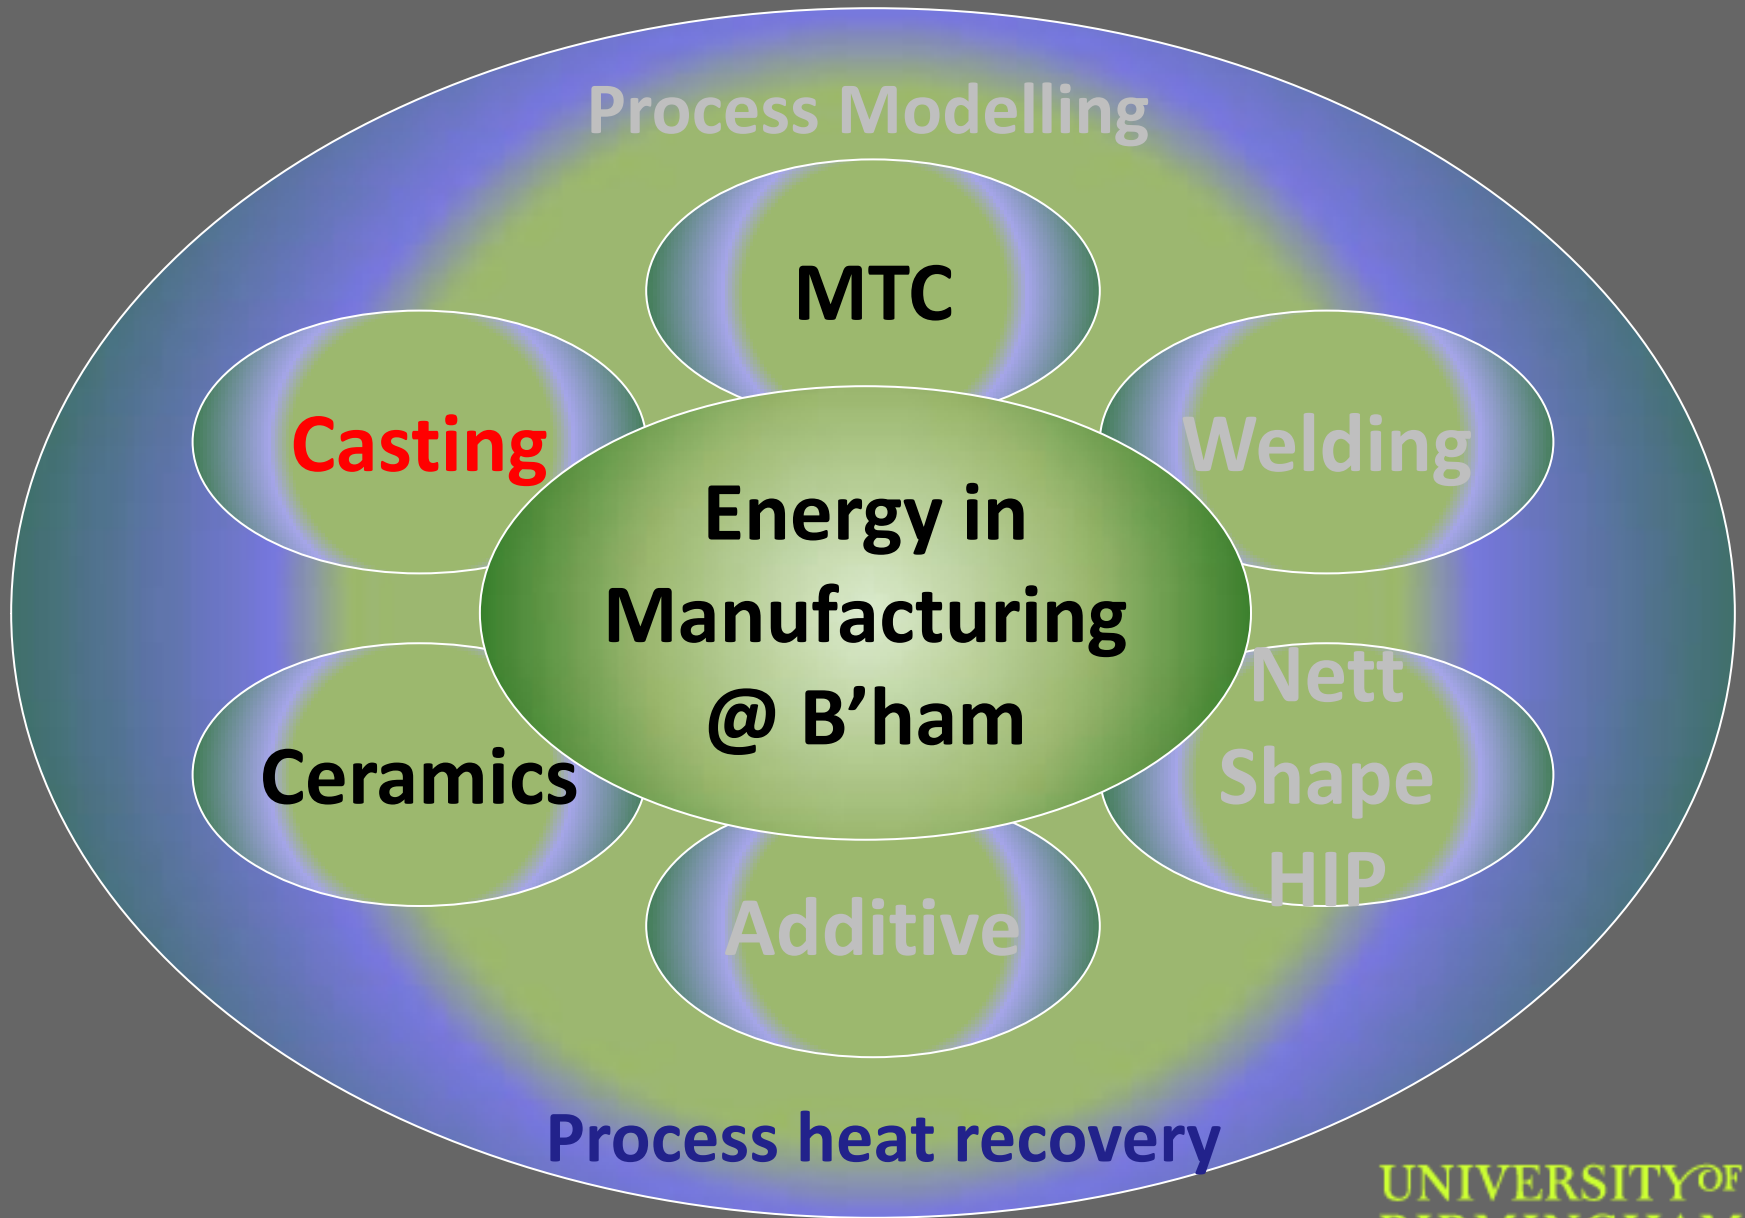 Process Modelling
MTC
Casting
Welding
Energy in
Manufacturing
@ B’ham
Nett
Shape
HIP
Ceramics
Additive
Process heat recovery
UNIVERSITY OF
BIRMINGHAM